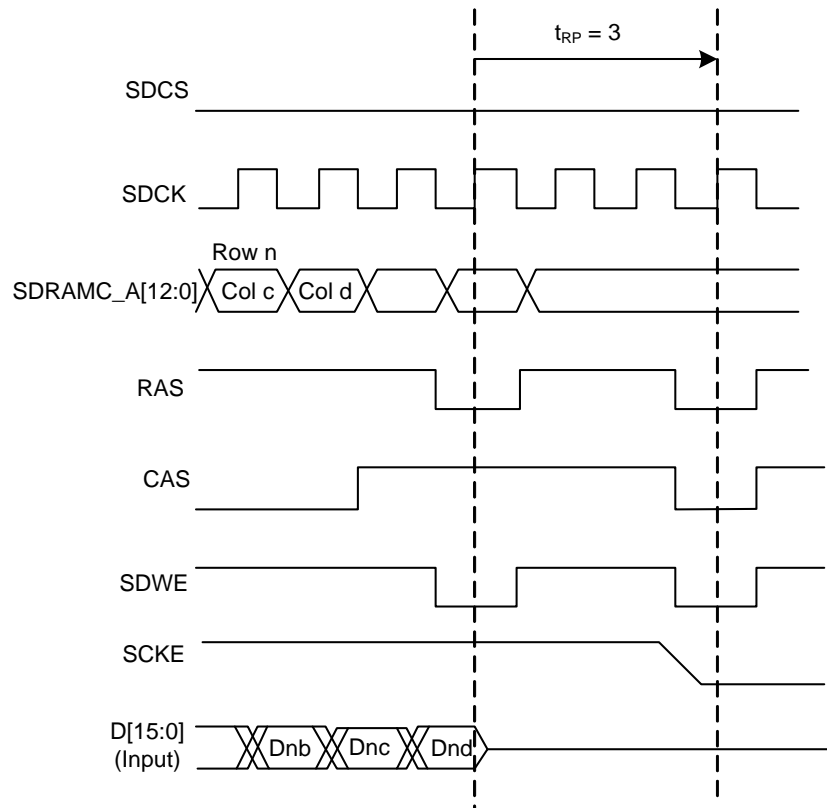 tRP = 3
SDCS
SDCK
Row n
SDRAMC_A[12:0]
Col c
Col d
RAS
CAS
SDWE
SCKE
D[15:0]
(Input)
Dnb
Dnc
Dnd